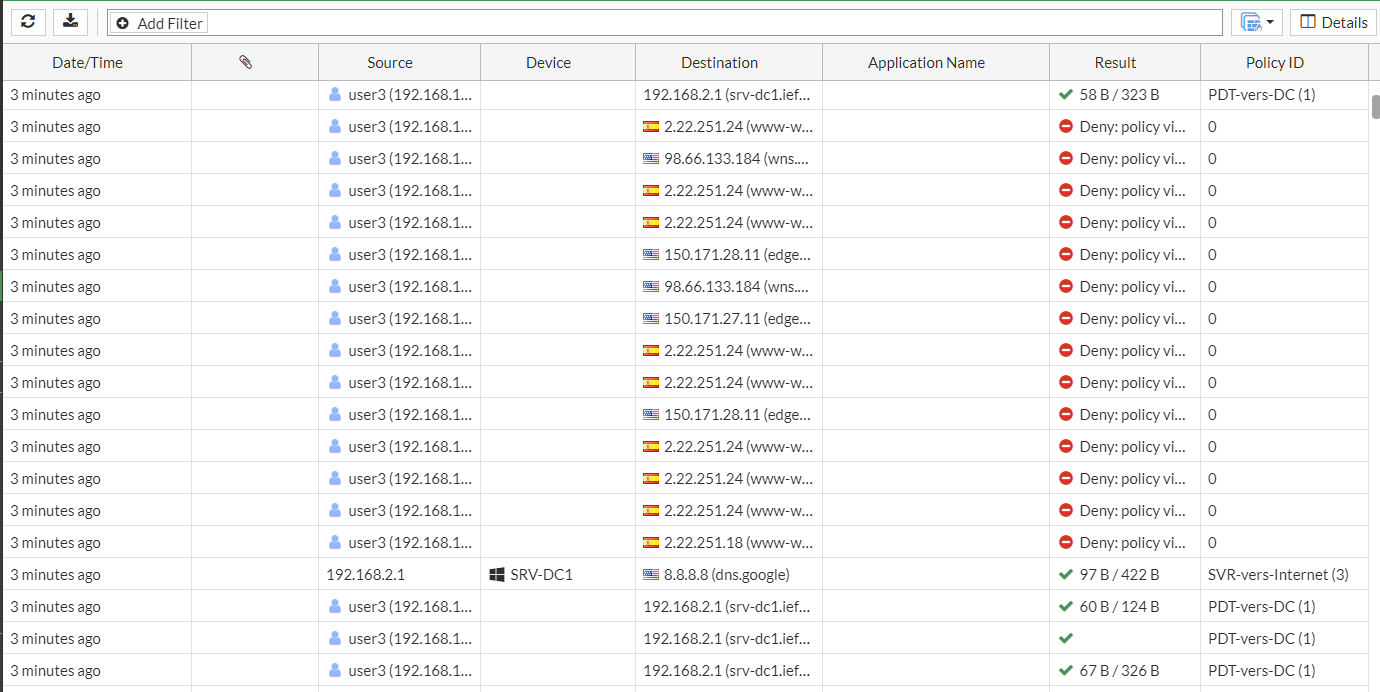 Add Filter Details
Date/Time Source Device Destination Application Name Result Policy ID
3 minutes ago user3 (192.168.1... 192.168.2.1 (srv-dc1.ief... 58 B / 323 B PDT-vers-DC (1)
3 minutes ago user3 (192.168.1... 2.22.251.24 (www-w... Deny: policy vi... 0
3 minutes ago user3 (192.168.1... 98.66.133.184 (wns.... Deny: policy vi... 0
3 minutes ago user3 (192.168.1... 2.22.251.24 (www-w... Deny: policy vi... 0
3 minutes ago user3 (192.168.1... 2.22.251.24 (www-w... Deny: policy vi... 0
3 minutes ago user3 (192.168.1... 150.171.28.11 (edge... Deny: policy vi... 0
3 minutes ago user3 (192.168.1... 98.66.133.184 (wns.... Deny: policy vi... 0
3 minutes ago user3 (192.168.1... 150.171.27.11 (edge... Deny: policy vi... 0
3 minutes ago user3 (192.168.1... 2.22.251.24 (www-w... Deny: policy vi... 0
3 minutes ago user3 (192.168.1... 2.22.251.24 (www-w... Deny: policy vi... 0
3 minutes ago user3 (192.168.1... 150.171.28.11 (edge... Deny: policy vi... 0
3 minutes ago user3 (192.168.1... 2.22.251.24 (www-w... Deny: policy vi... 0
3 minutes ago user3 (192.168.1... 2.22.251.24 (www-w... Deny: policy vi... 0
3 minutes ago user3 (192.168.1... 2.22.251.24 (www-w... Deny: policy vi... 0
3 minutes ago user3 (192.168.1... 2.22.251.18 (www-w... Deny: policy vi... 0
3 minutes ago 192.168.2.1 SRV-DC1 8.8.8.8 (dns.google) 97 B / 422 B SVR-vers-Internet (3)
3 minutes ago user3 (192.168.1... 192.168.2.1 (srv-dc1.ief... 60 B / 124 B PDT-vers-DC (1)
3 minutes ago user3 (192.168.1... 192.168.2.1 (srv-dc1.ief... PDT-vers-DC (1)
3 minutes ago user3 (192.168.1... 192.168.2.1 (srv-dc1.ief... 67 B / 326 B PDT-vers-DC (1)